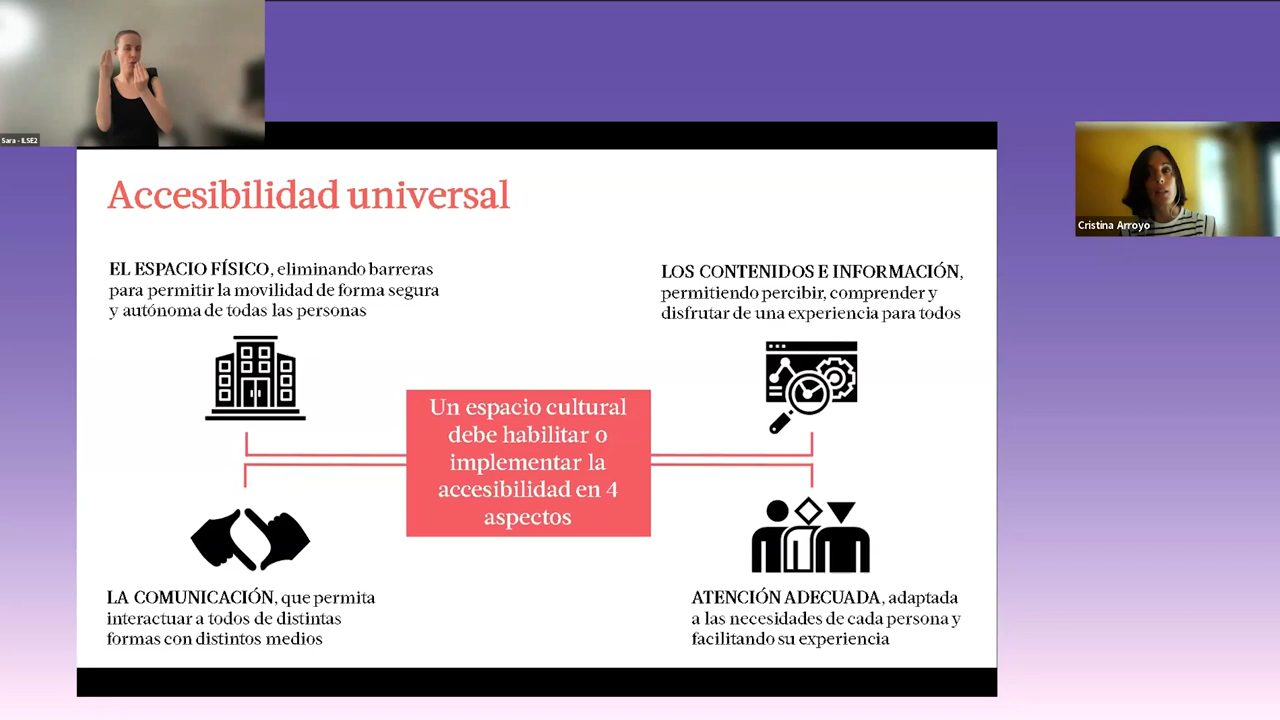 Sara - ILSE2
Cristina Arroyo
Accesibilidad universal
EL ESPACIO FÍSICO, eliminando barreras
para permitir la movilidad de forma segura
y autónoma de todas las personas
LOS CONTENIDOS E INFORMACIÓN,
permitiendo percibir, comprender y
disfrutar de una experiencia para todos
Un espacio cultural
debe habilitar o
implementar la
accesibilidad en 4
aspectos
LA COMUNICACIÓN, que permita
interactuar a todos de distintas
formas con distintos medios
ATENCIÓN ADECUADA, adaptada
a las necesidades de cada persona y
facilitando su experiencia